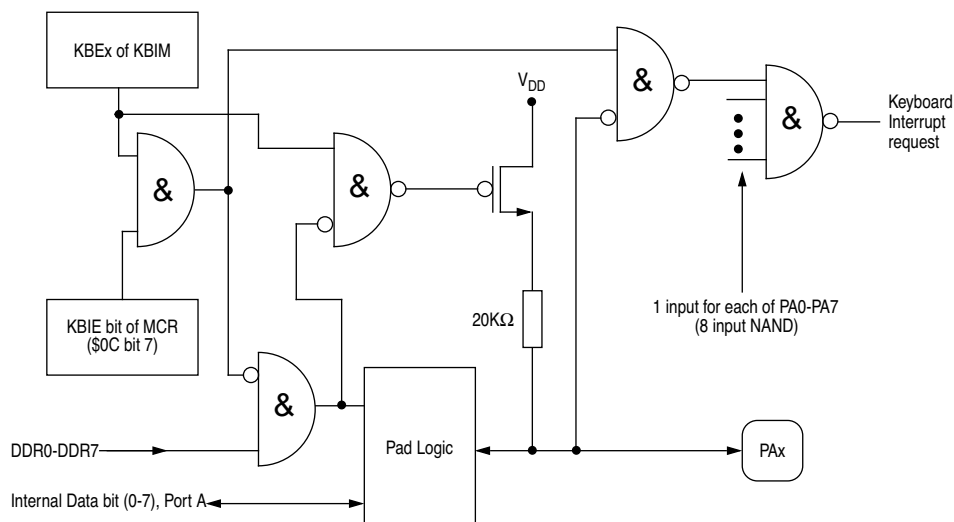 KBEx of KBIM
&
VDD
&
Keyboard
Interrupt
request
&
&
KBIE bit of MCR
($0C bit 7)
20KΩ
1 input for each of PA0-PA7
(8 input NAND)
&
DDR0-DDR7
Pad Logic
PAx
Internal Data bit (0-7), Port A